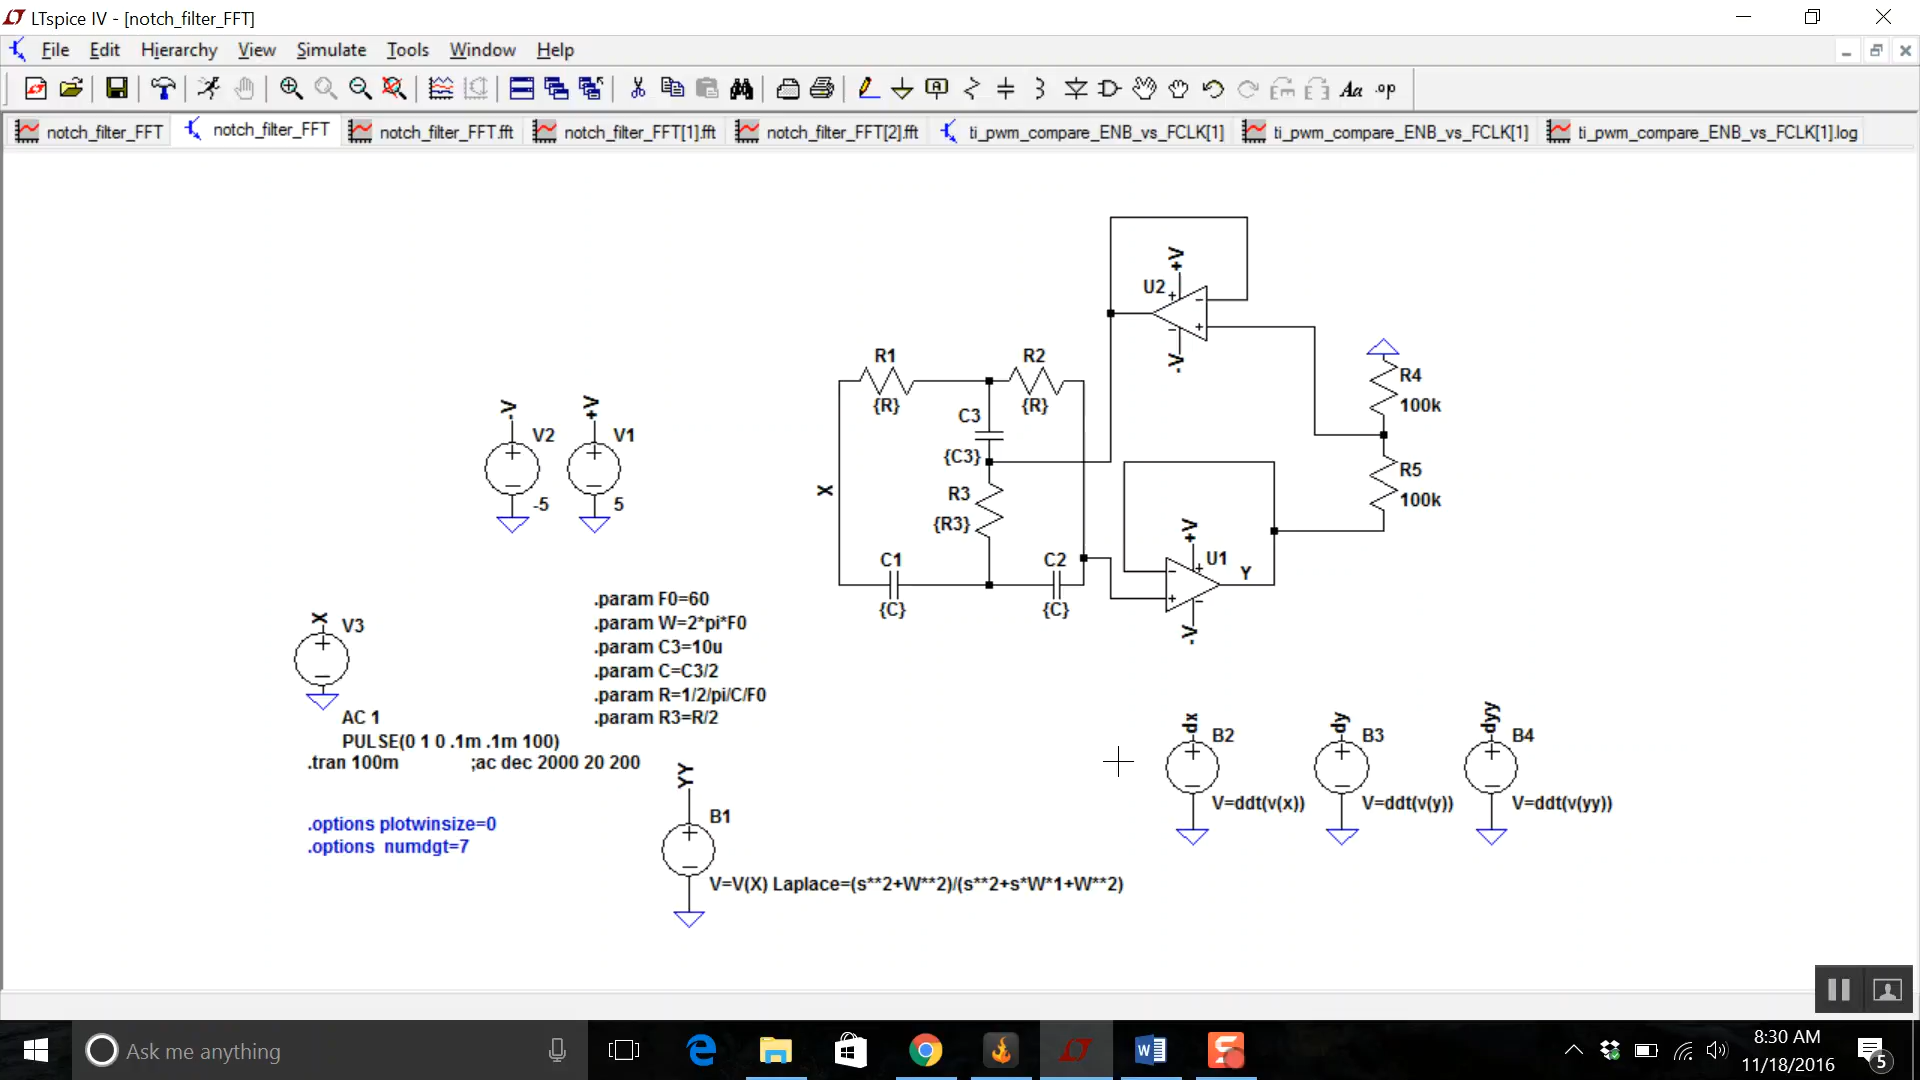 LTspice IV - [notch_filter_FFT]
File Edit Hierarchy View Simulate Tools Window Help
Aa .op
notch_filter_FFT notch_filter_FFT notch_filter_FFT.fft notch_filter_FFT[1].fft notch_filter_FFT[2].fft ti_pwm_compare_ENB_vs_FCLK[1] ti_pwm_compare_ENB_vs_FCLK[1] ti_pwm_compare_ENB_vs_FCLK[1].log
+V
U2
-V
R1
{R}
R2
{R}
C3
{C3}
R3
{R3}
X
C1
{C}
C2
{C}
R4
100k
R5
100k
+V
U1
Y
-V
-V
V2
-5
+V
V1
5
X
V3
AC 1
PULSE(0 1 0 .1m .1m 100)
.tran 100m
;ac dec 2000 20 200
.param F0=60
.param W=2*pi*F0
.param C3=10u
.param C=C3/2
.param R=1/2/pi/C/F0
.param R3=R/2
.options plotwinsize=0
.options numdgt=7
YY
B1
V=V(X) Laplace=(s**2+W**2)/(s**2+s*W*1+W**2)
dx
B2
V=ddt(v(x))
dy
B3
V=ddt(v(y))
dyy
B4
V=ddt(v(yy))
Ask me anything
8:30 AM
11/18/2016
5